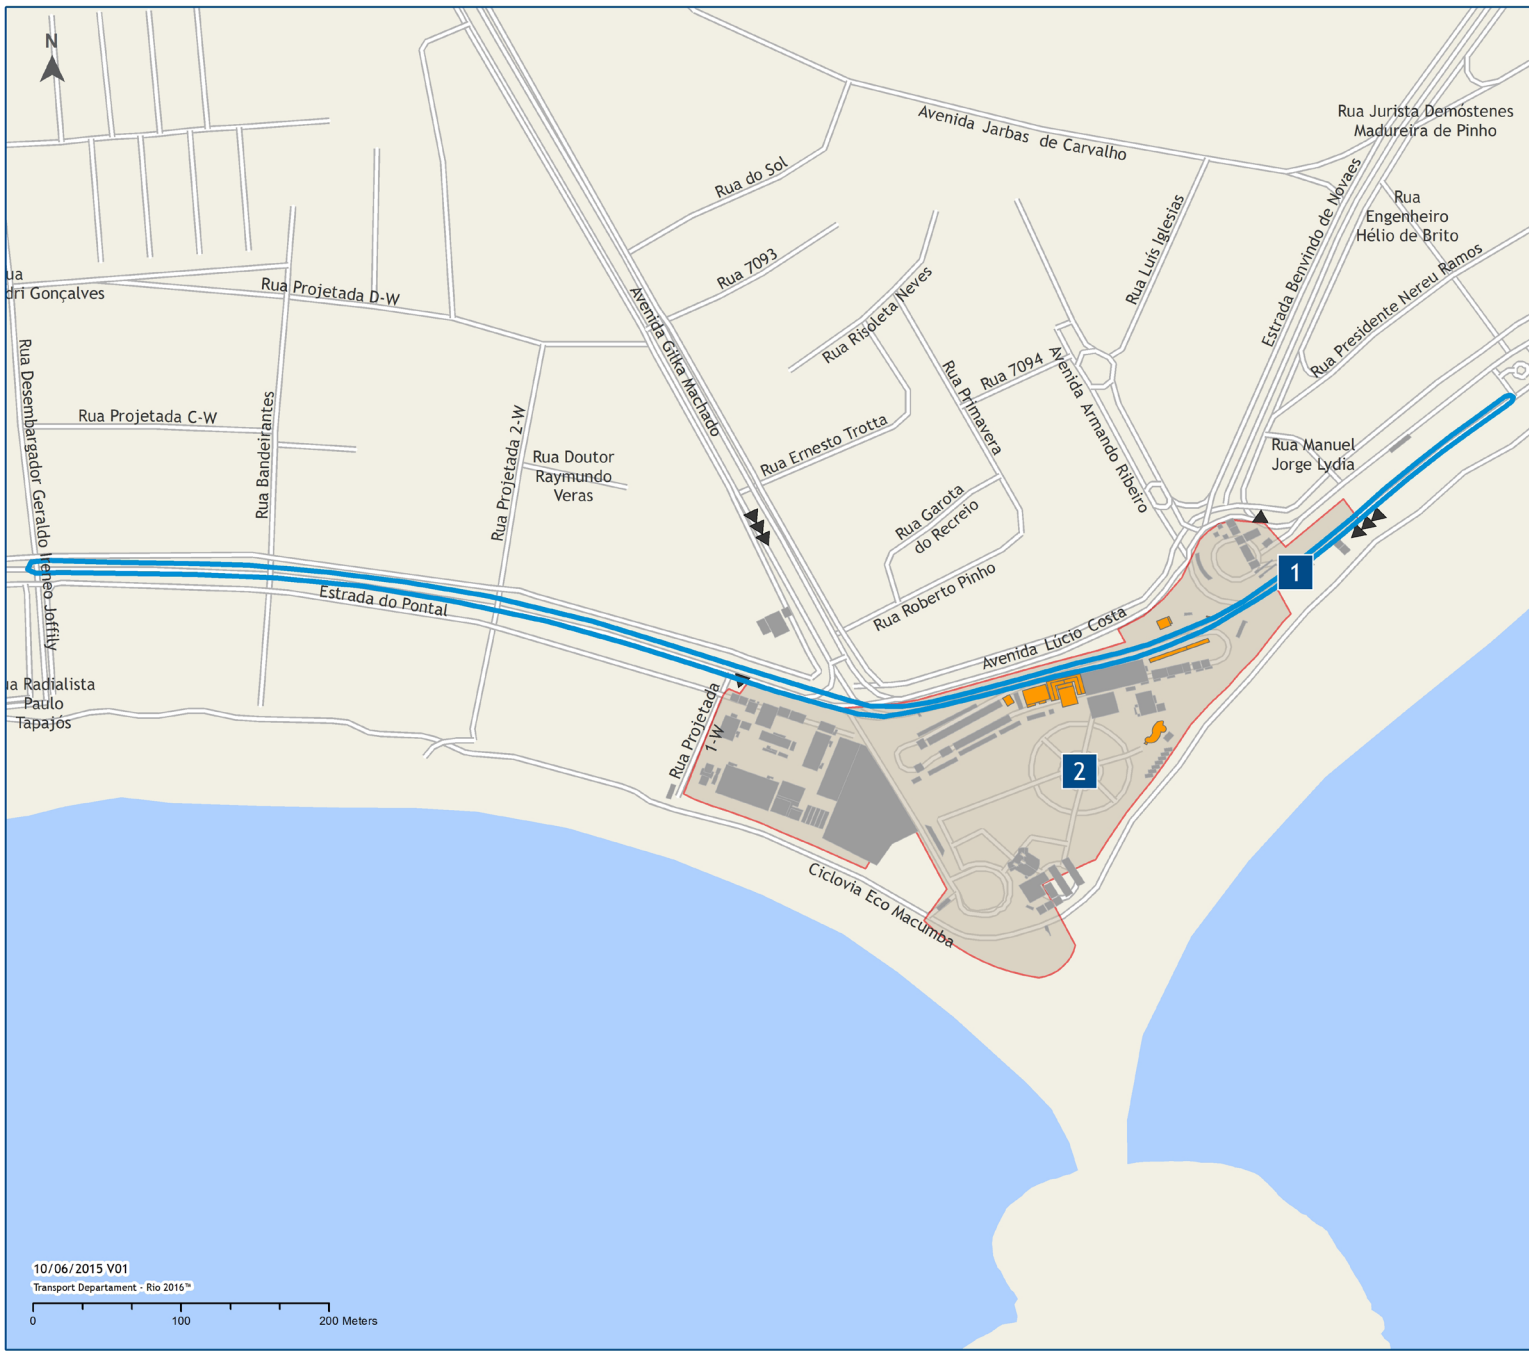 N
Avenida Jarbas de Carvalho
Rua Jurista Demóstenes
Madureira de Pinho
Rua do Sol
Rua
Engenheiro
Hélio de Brito
Rua Luís Iglesias
Estrada Benvindo de Novaes
Rua 7093
ua
dri Gonçalves
Rua Projetada D-W
Avenida Gilka Machado
Rua Risoleta Neves
Rua Presidente Nereu Ramos
Rua Desembargador Geraldo Ireneo Joffily
Rua 7094
Avenida Armando Ribeiro
Rua Primavera
Rua Projetada C-W
Rua Bandeirantes
Rua Projetada 2-W
Rua Ernesto Trotta
Rua Manuel
Jorge Lydia
Rua Doutor
Raymundo
Veras
Rua Garota
do Recreio
Rua Roberto Pinho
1
Estrada do Pontal
Avenida Lúcio Costa
ua Radialista
Paulo
Tapajós
Rua Projetada
1-W
2
Ciclovia Eco Macumba
10/06/2015 V01
Transport Departament - Rio 2016™
0 100 200 Meters